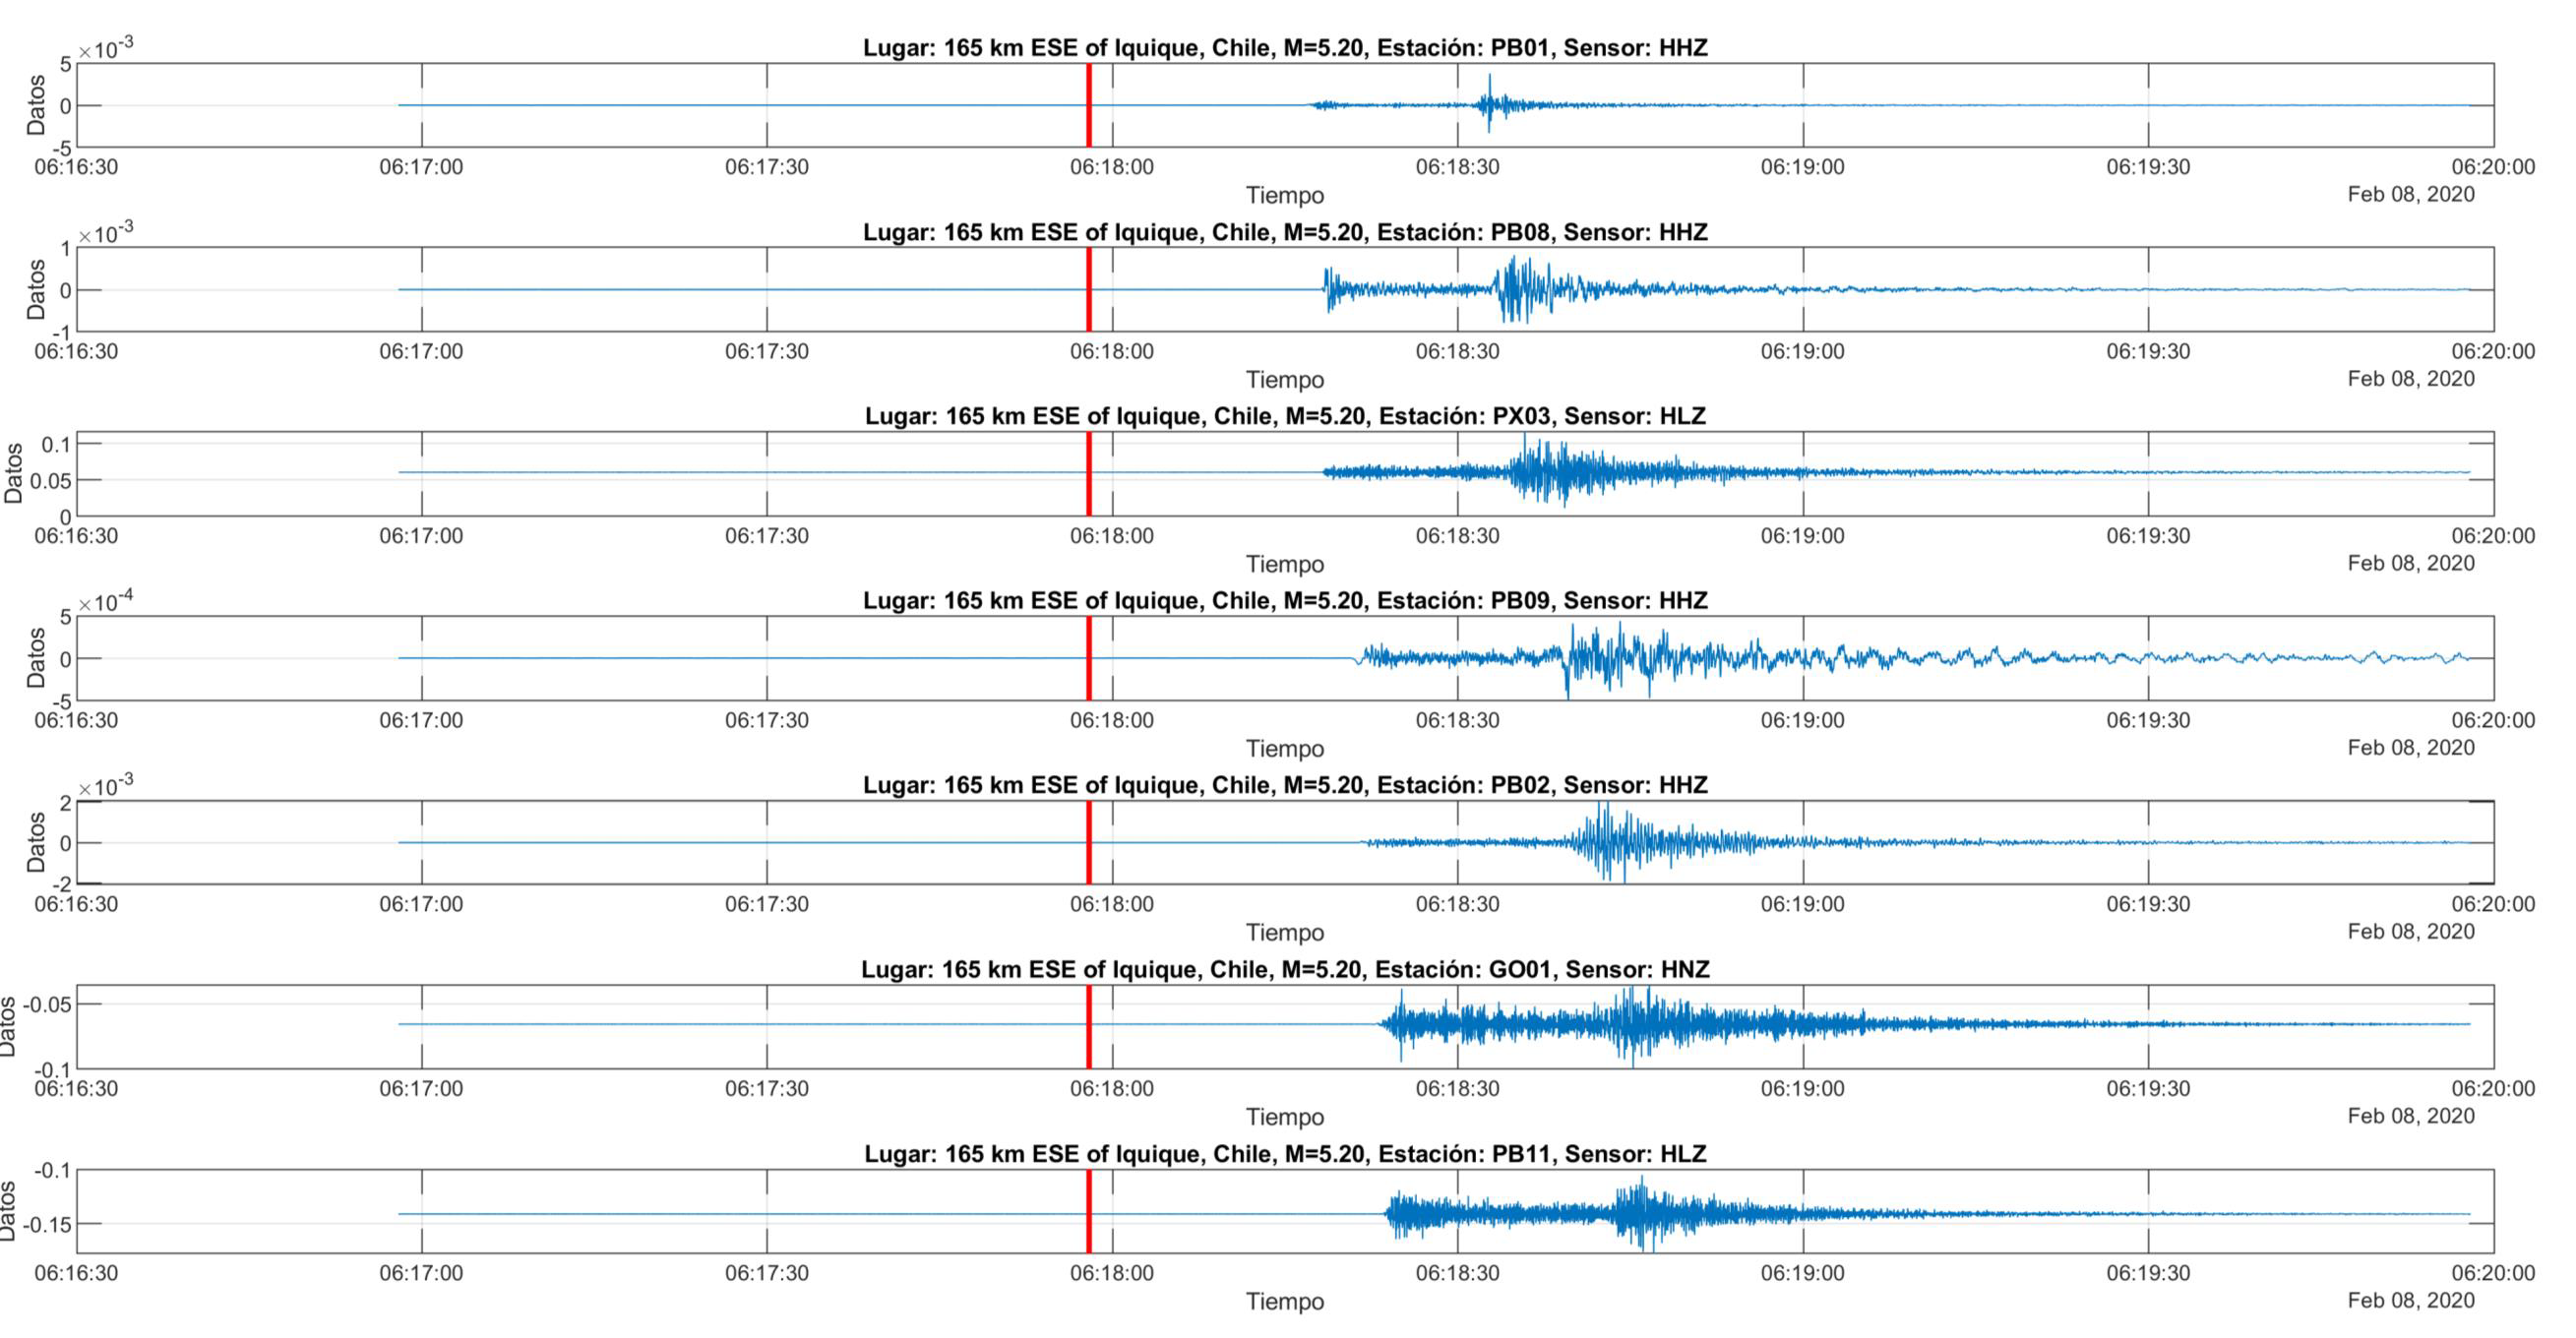 Lugar: 165 km ESE of Iquique, Chile, M=5.20, Estación: PB01, Sensor: HHZ
×10-3
5
0
-5
Datos
06:16:30 06:17:00 06:17:30 06:18:00 06:18:30 06:19:00 06:19:30 06:20:00
Tiempo
Feb 08, 2020
Lugar: 165 km ESE of Iquique, Chile, M=5.20, Estación: PB08, Sensor: HHZ
×10-3
1
0
-1
Datos
06:16:30 06:17:00 06:17:30 06:18:00 06:18:30 06:19:00 06:19:30 06:20:00
Tiempo
Feb 08, 2020
Lugar: 165 km ESE of Iquique, Chile, M=5.20, Estación: PX03, Sensor: HLZ
0.1
0.05
0
Datos
06:16:30 06:17:00 06:17:30 06:18:00 06:18:30 06:19:00 06:19:30 06:20:00
Tiempo
Feb 08, 2020
Lugar: 165 km ESE of Iquique, Chile, M=5.20, Estación: PB09, Sensor: HHZ
×10-4
5
0
-5
Datos
06:16:30 06:17:00 06:17:30 06:18:00 06:18:30 06:19:00 06:19:30 06:20:00
Tiempo
Feb 08, 2020
Lugar: 165 km ESE of Iquique, Chile, M=5.20, Estación: PB02, Sensor: HHZ
×10-3
2
0
-2
Datos
06:16:30 06:17:00 06:17:30 06:18:00 06:18:30 06:19:00 06:19:30 06:20:00
Tiempo
Feb 08, 2020
Lugar: 165 km ESE of Iquique, Chile, M=5.20, Estación: GO01, Sensor: HNZ
-0.05
-0.1
Datos
06:16:30 06:17:00 06:17:30 06:18:00 06:18:30 06:19:00 06:19:30 06:20:00
Tiempo
Feb 08, 2020
Lugar: 165 km ESE of Iquique, Chile, M=5.20, Estación: PB11, Sensor: HLZ
-0.1
-0.15
Datos
06:16:30 06:17:00 06:17:30 06:18:00 06:18:30 06:19:00 06:19:30 06:20:00
Tiempo
Feb 08, 2020